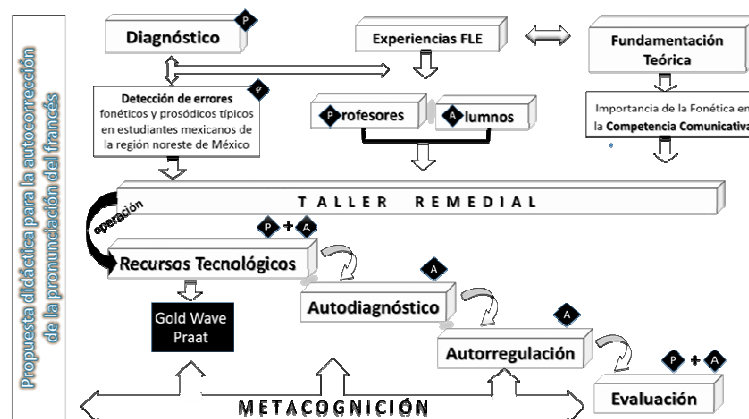 Propuesta didáctica para la autocorrección
de la pronunciación del francés
Diagnóstico
P
Experiencias FLE
Fundamentación
Teórica
Detección de errores
fonéticos y prosódicos típicos
en estudiantes mexicanos de
la región noreste de México
P
Profesores
Alumnos
Importancia de la Fonética en
la Competencia Comunicativa
TALLER REMEDIAL
operación
P + A
Recursos Tecnológicos
A
Autodiagnóstico
Gold Wave
Praat
A
Autorregulación
P + A
Evaluación
METACOGNICIÓN